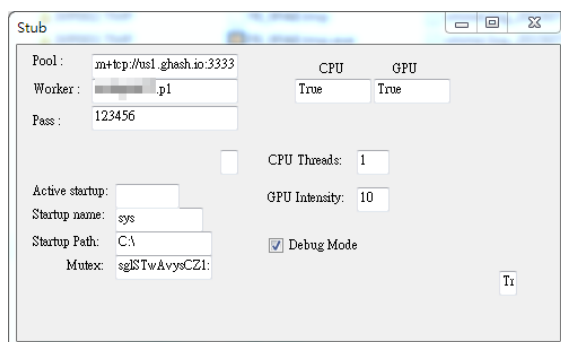 Stub
Pool : m+tcp://us1.ghash.io:3333
CPU GPU
Worker : .p1
True True
Pass : 123456
CPU Threads: 1
Active startup:
GPU Intensity: 10
Startup name: sys
Startup Path: C:\
Debug Mode
Mutex: sglSTwAvysCZ1:
Tr